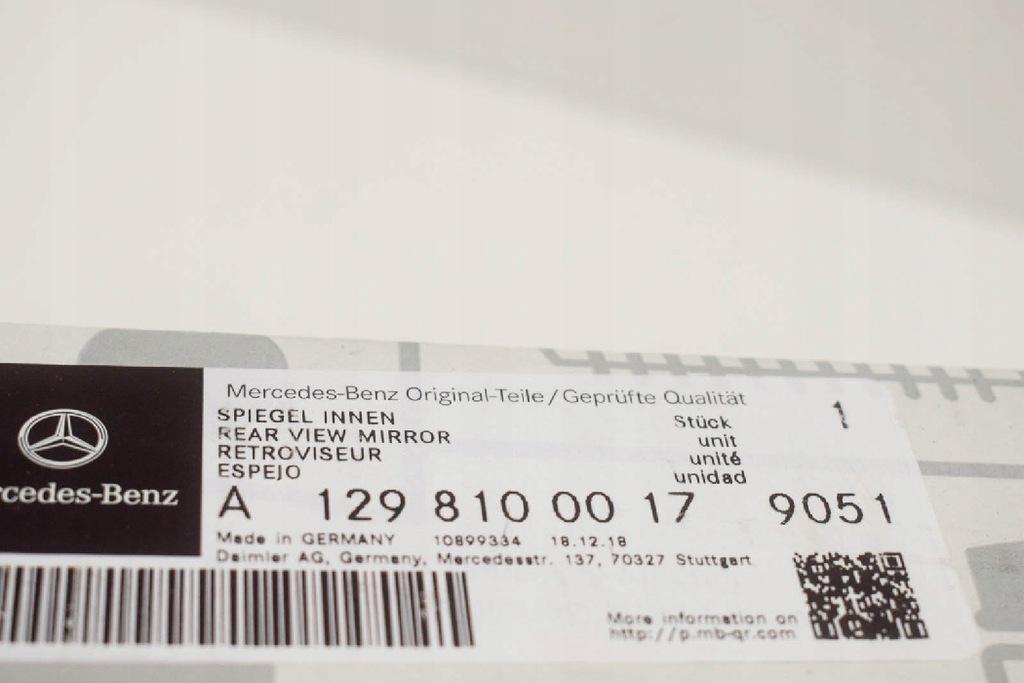 Mercedes-Benz Original-Teile/Geprüfte Qualität
SPIEGEL INNEN
REAR VIEW MIRROR
RETROVISEUR
ESPEJO
Stück
unit
unité
unidad
1
rcedes-Benz
A 129 810 00 17 9051
Made in GERMANY 10899334 18.12.18
Daimler AG, Germany, Mercedesstr. 137, 70327 Stuttgart
More information on
http://p.mb-qr.com